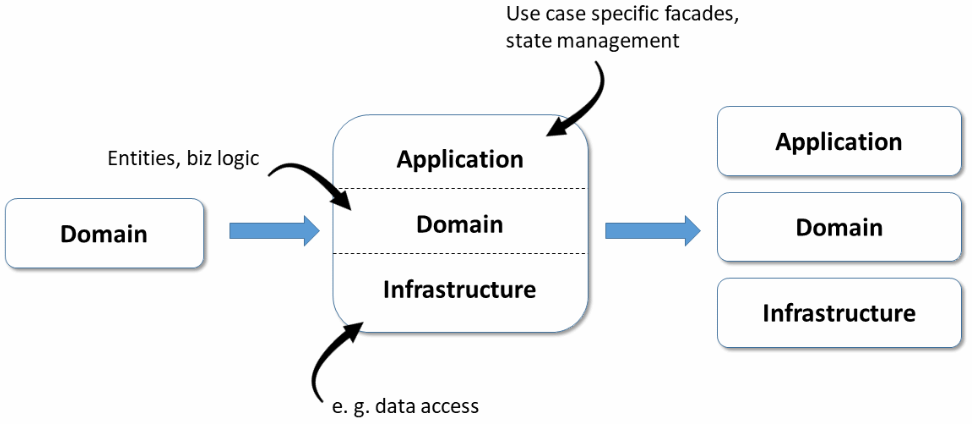 Use case specific facades,
state management
Entities, biz logic
Domain
Application
Domain
Infrastructure
e. g. data access
Application
Domain
Infrastructure